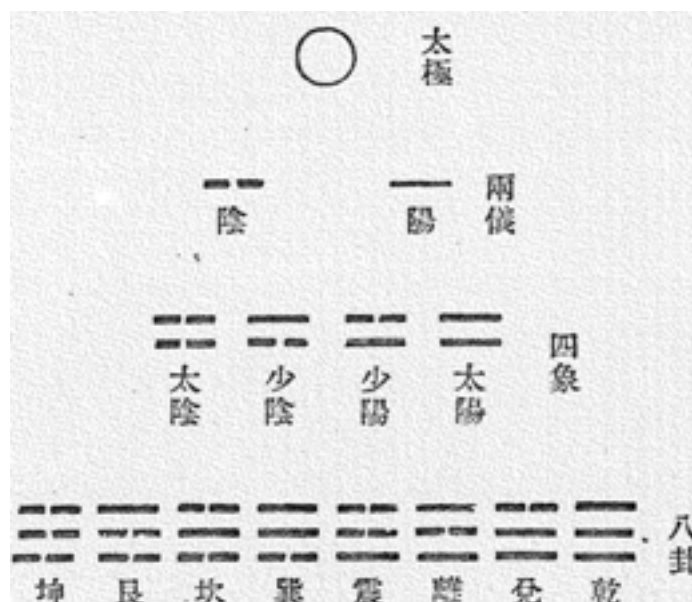 太極
兩儀
陽
陰
四象
太陽
少陽
少陰
太陰
八卦
乾
兌
離
震
巽
坎
艮
坤